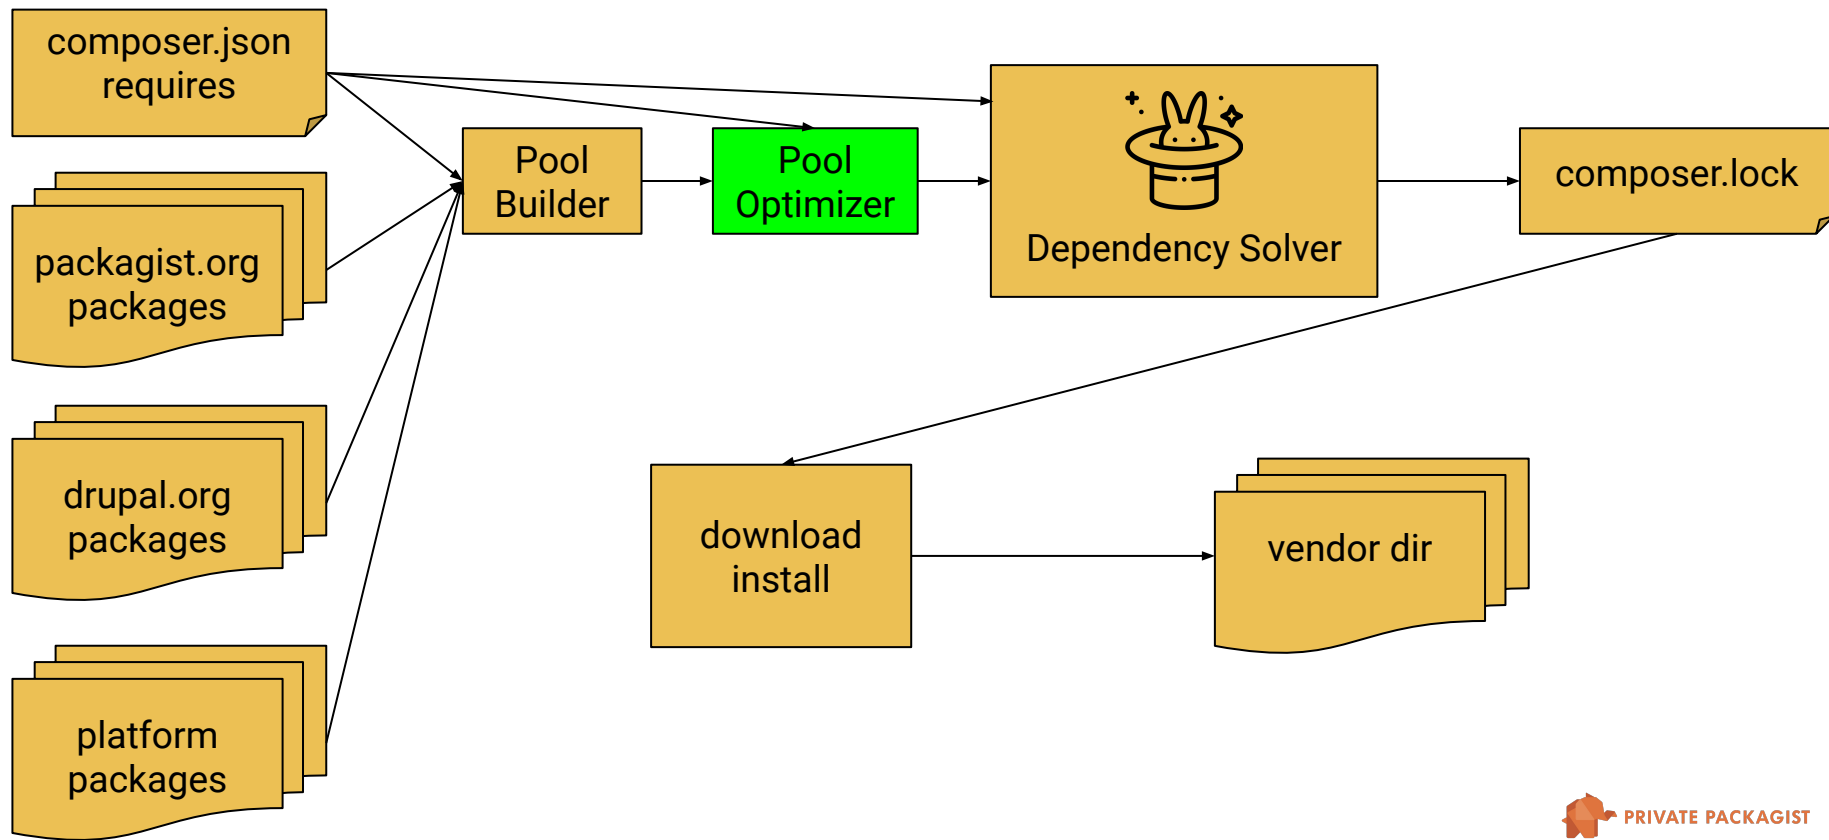 composer.json
requires
packagist.org
packages
drupal.org
packages
platform
packages
Pool
Builder
Pool
Optimizer
Dependency Solver
composer.lock
download
install
vendor dir
PRIVATE PACKAGIST